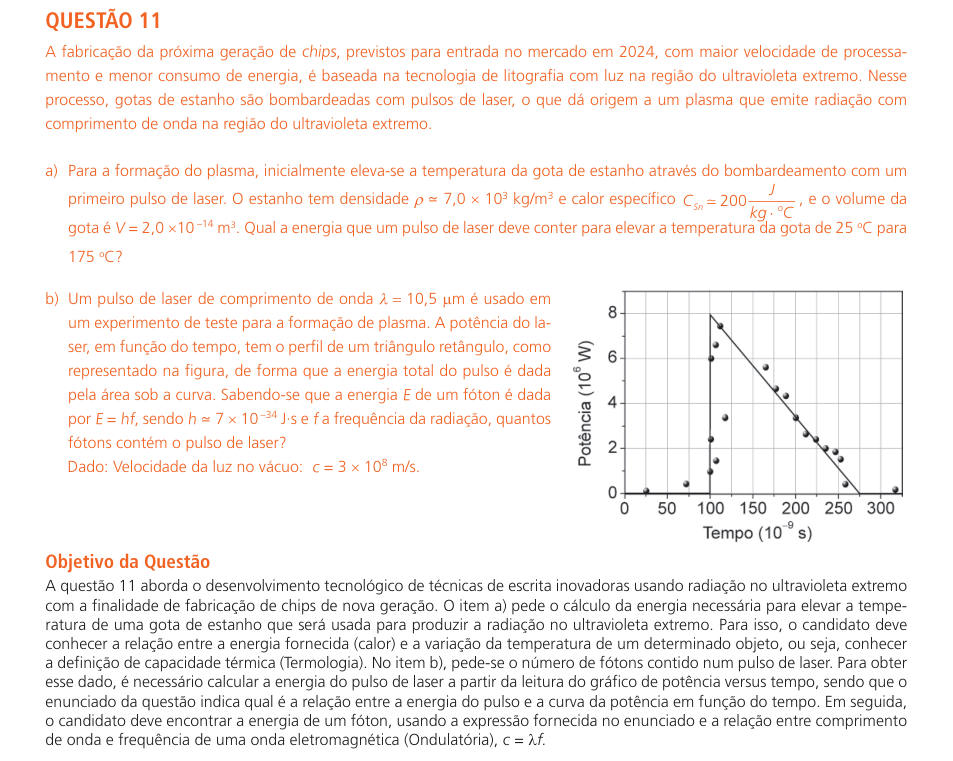 QUESTÃO 11
A fabricação da próxima geração de chips, previstos para entrada no mercado em 2024, com maior velocidade de processa-
mento e menor consumo de energia, é baseada na tecnologia de litografia com luz na região do ultravioleta extremo. Nesse
processo, gotas de estanho são bombardeadas com pulsos de laser, o que dá origem a um plasma que emite radiação com
comprimento de onda na região do ultravioleta extremo.
a) Para a formação do plasma, inicialmente eleva-se a temperatura da gota de estanho através do bombardeamento com um
primeiro pulso de laser. O estanho tem densidade ρ ≃ 7,0 × 10³ kg/m³ e calor específico C_Sn ≃ 200 J/(kg · °C), e o volume da
gota é V = 2,0 ×10⁻¹⁴ m³. Qual a energia que um pulso de laser deve conter para elevar a temperatura da gota de 25 °C para
175 °C?
b) Um pulso de laser de comprimento de onda λ = 10,5 μm é usado em
um experimento de teste para a formação de plasma. A potência do la-
ser, em função do tempo, tem o perfil de um triângulo retângulo, como
representado na figura, de forma que a energia total do pulso é dada
pela área sob a curva. Sabendo-se que a energia E de um fóton é dada
por E = hf, sendo h ≃ 7 × 10⁻³⁴ J·s e f a frequência da radiação, quantos
fótons contém o pulso de laser?
Dado: Velocidade da luz no vácuo: c = 3 × 10⁸ m/s.
Potência (10⁶ W)
8
6
4
2
0
0 50 100 150 200 250 300
Tempo (10⁻⁹ s)
Objetivo da Questão
A questão 11 aborda o desenvolvimento tecnológico de técnicas de escrita inovadoras usando radiação no ultravioleta extremo
com a finalidade de fabricação de chips de nova geração. O item a) pede o cálculo da energia necessária para elevar a tempe-
ratura de uma gota de estanho que será usada para produzir a radiação no ultravioleta extremo. Para isso, o candidato deve
conhecer a relação entre a energia fornecida (calor) e a variação da temperatura de um determinado objeto, ou seja, conhecer
a definição de capacidade térmica (Termologia). No item b), pede-se o número de fótons contido num pulso de laser. Para obter
esse dado, é necessário calcular a energia do pulso de laser a partir da leitura do gráfico de potência versus tempo, sendo que o
enunciado da questão indica qual é a relação entre a energia do pulso e a curva da potência em função do tempo. Em seguida,
o candidato deve encontrar a energia de um fóton, usando a expressão fornecida no enunciado e a relação entre comprimento
de onda e frequência de uma onda eletromagnética (Ondulatória), c = λf.